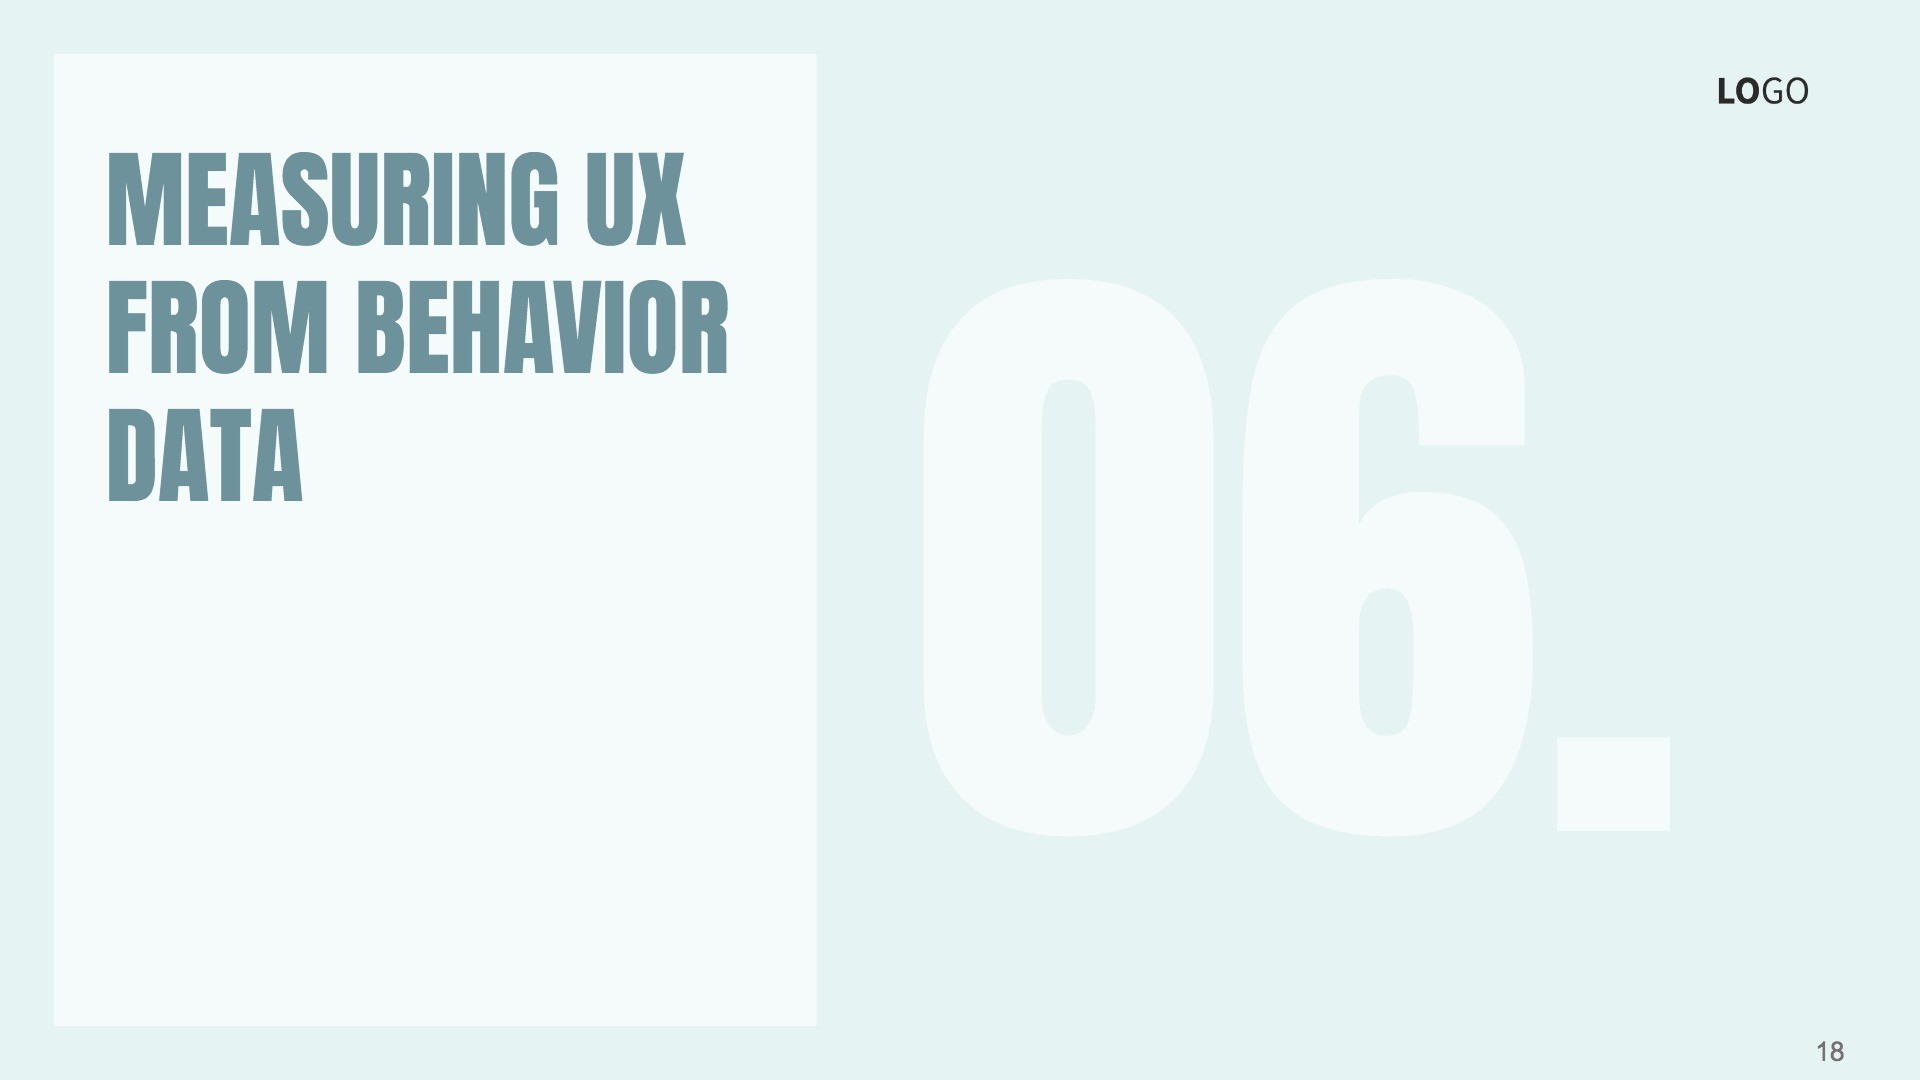 LOGO
MEASURING UX
FROM BEHAVIOR
DATA
06.
18